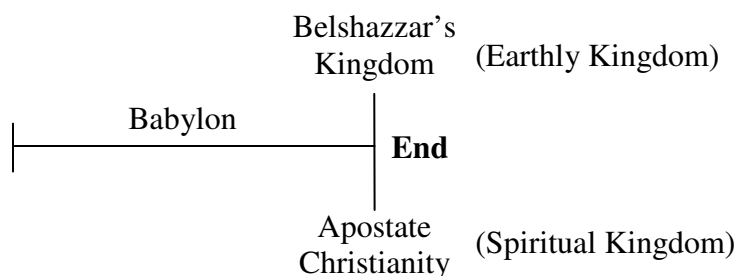 Belshazzar's
Kingdom
(Earthly Kingdom)
Babylon
End
Apostate
Christianity
(Spiritual Kingdom)